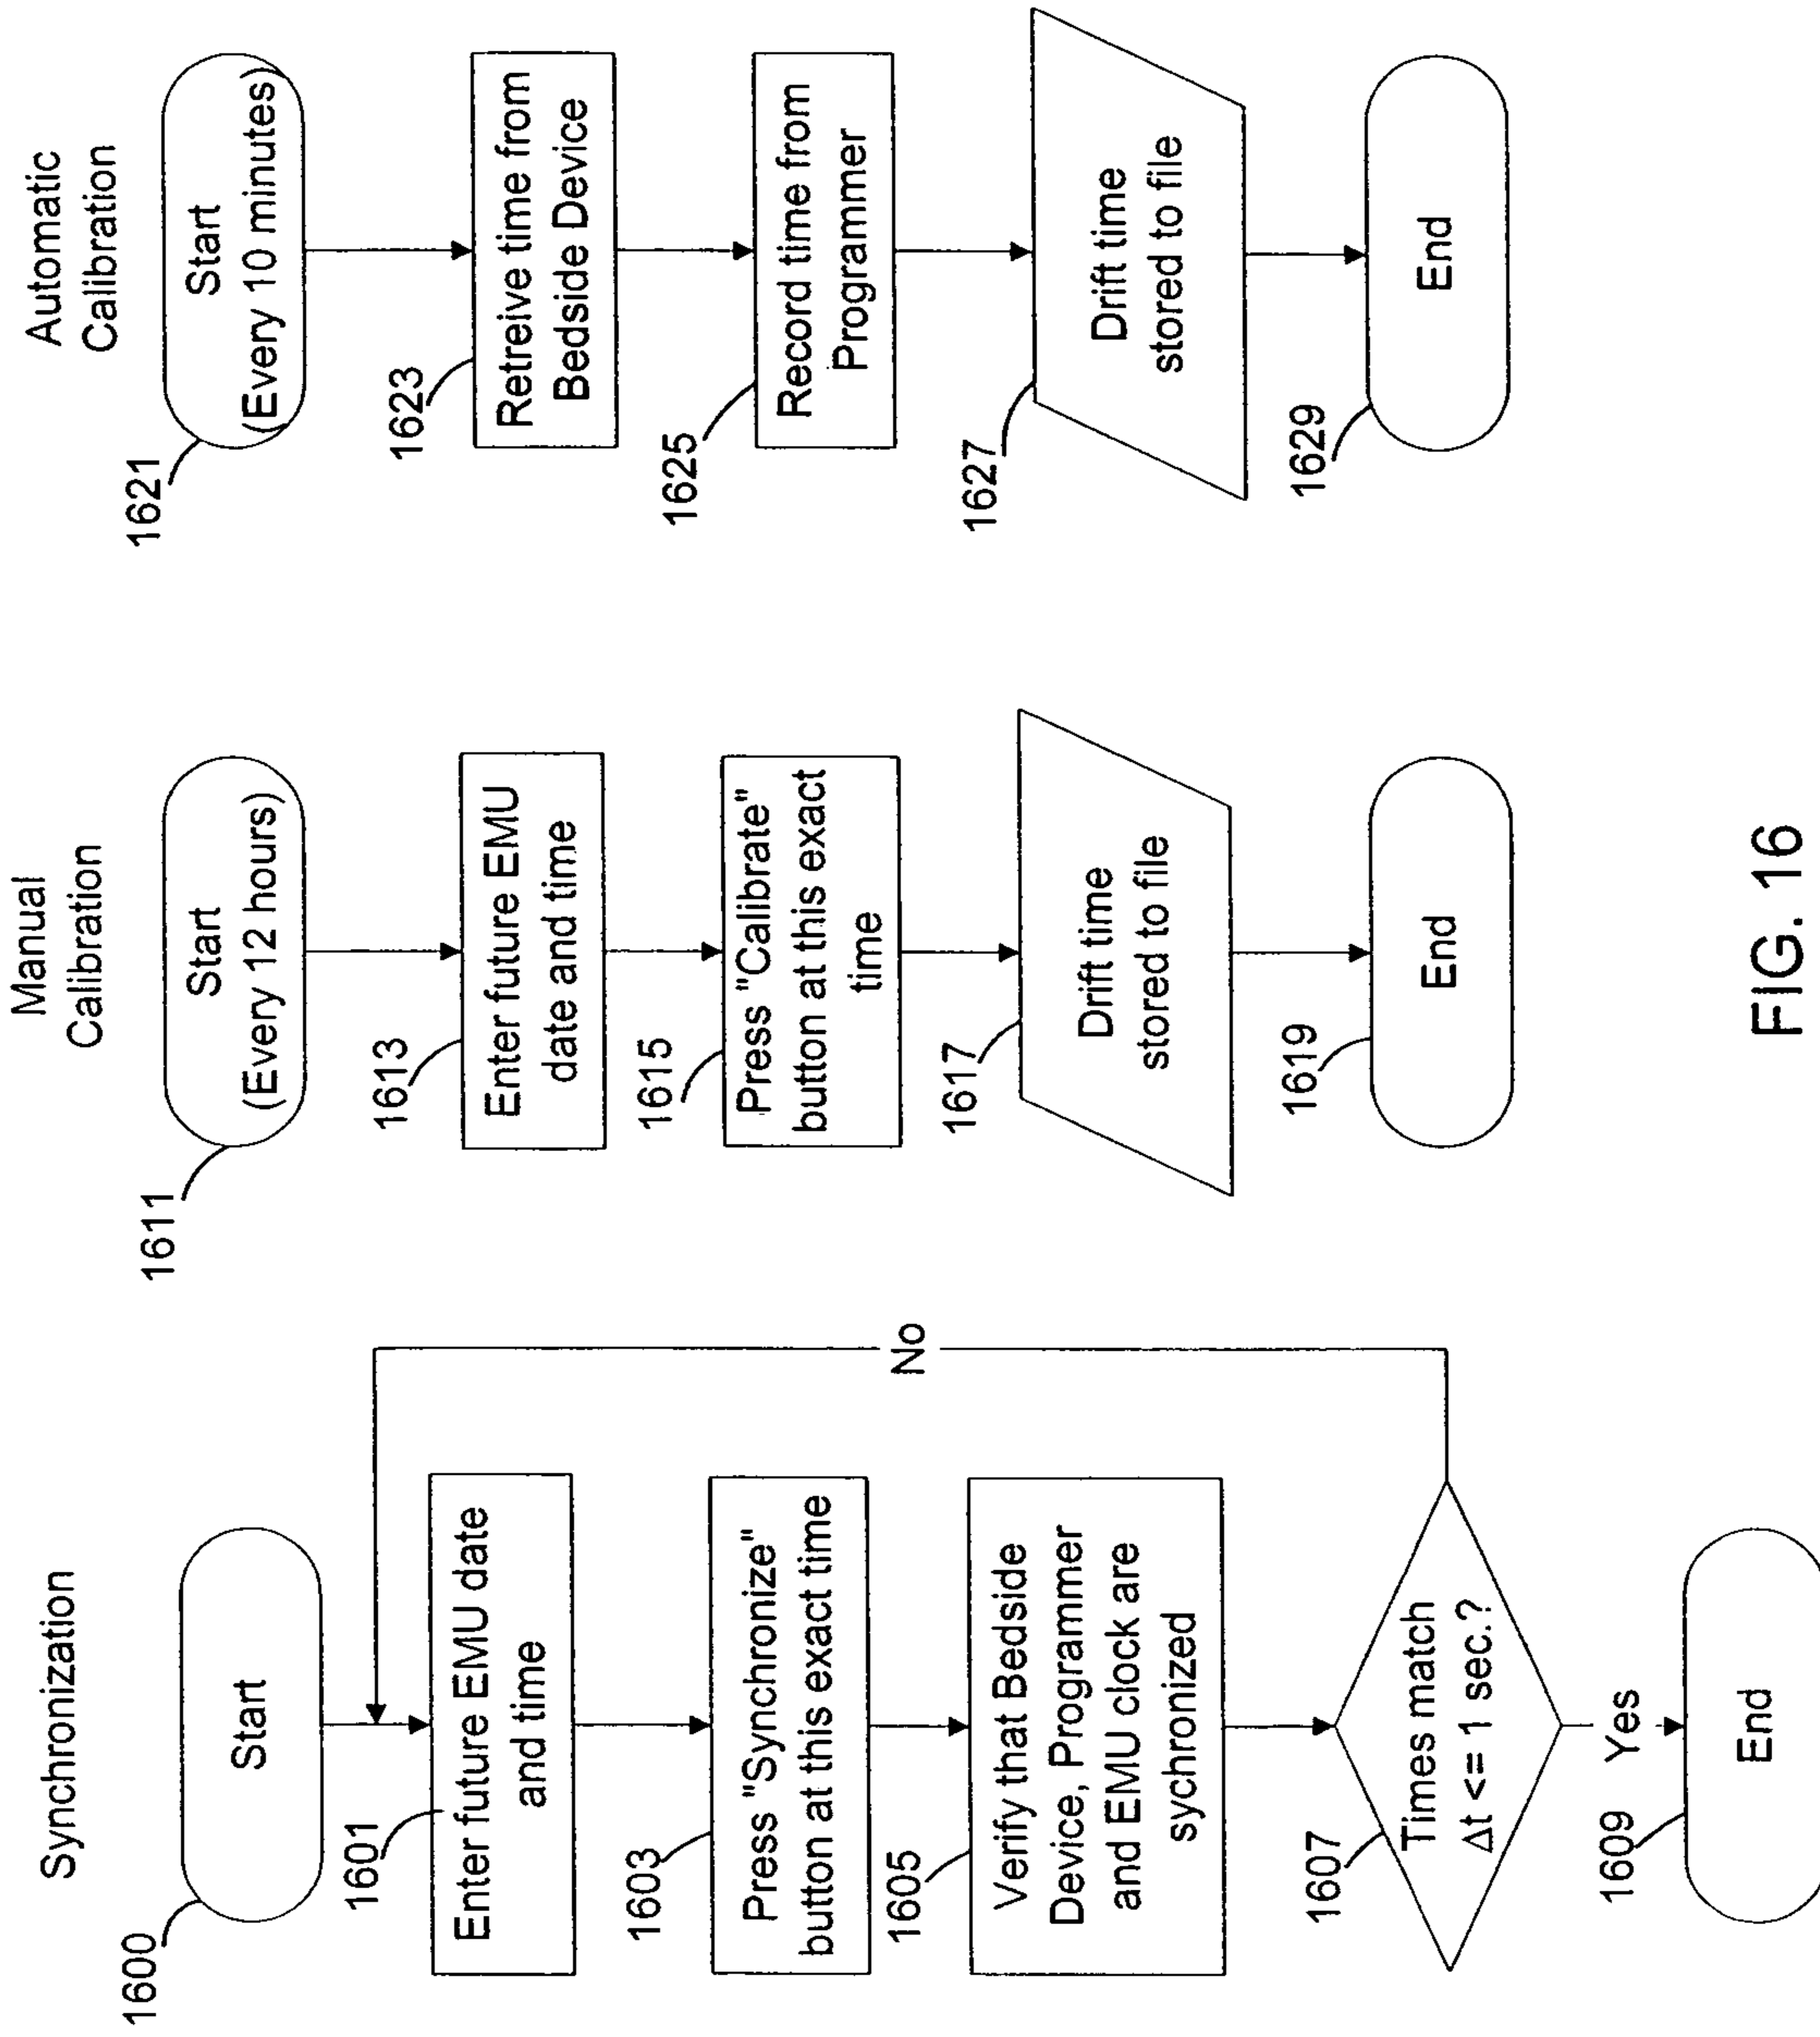 Synchronization
1600
Start
1601
Enter future EMU date
and time
1603
Press "Synchronize"
button at this exact time
1605
Verify that Bedside
Device, Programmer
and EMU clock are
sychronized
1607
Times match
Δt <= 1 sec.?
No
Yes
1609
End
Manual
Calibration
1611
Start
(Every 12 hours)
1613
Enter future EMU
date and time
1615
Press "Calibrate"
button at this exact
time
1617
Drift time
stored to file
1619
End
Automatic
Calibration
1621
Start
(Every 10 minutes)
1623
Retreive time from
Bedside Device
1625
Record time from
Programmer
1627
Drift time
stored to file
1629
End
FIG. 16